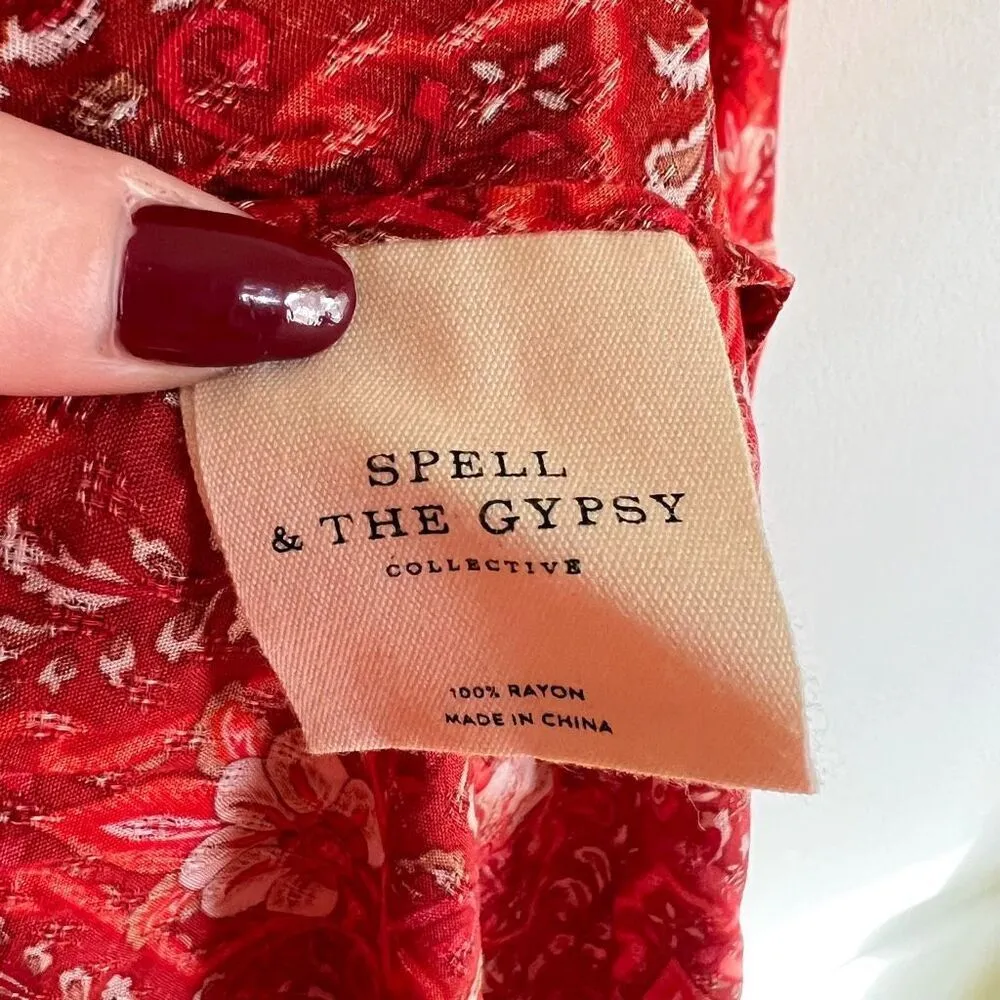 SPELL
& THE GYPSY
COLLECTIVE
100% RAYON
MADE IN CHINA